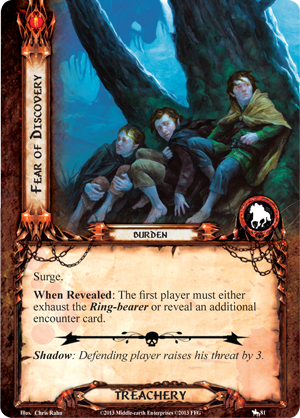 FEAR OF DISCOVERY
BURDEN
Surge.
When Revealed: The first player must either
exhaust the Ring-bearer or reveal an additional
encounter card.
Shadow: Defending player raises his threat by 3.
Illus. Chris Rahn
©2013 Middle-earth Enterprises ©2013 FFG
81
TREACHERY